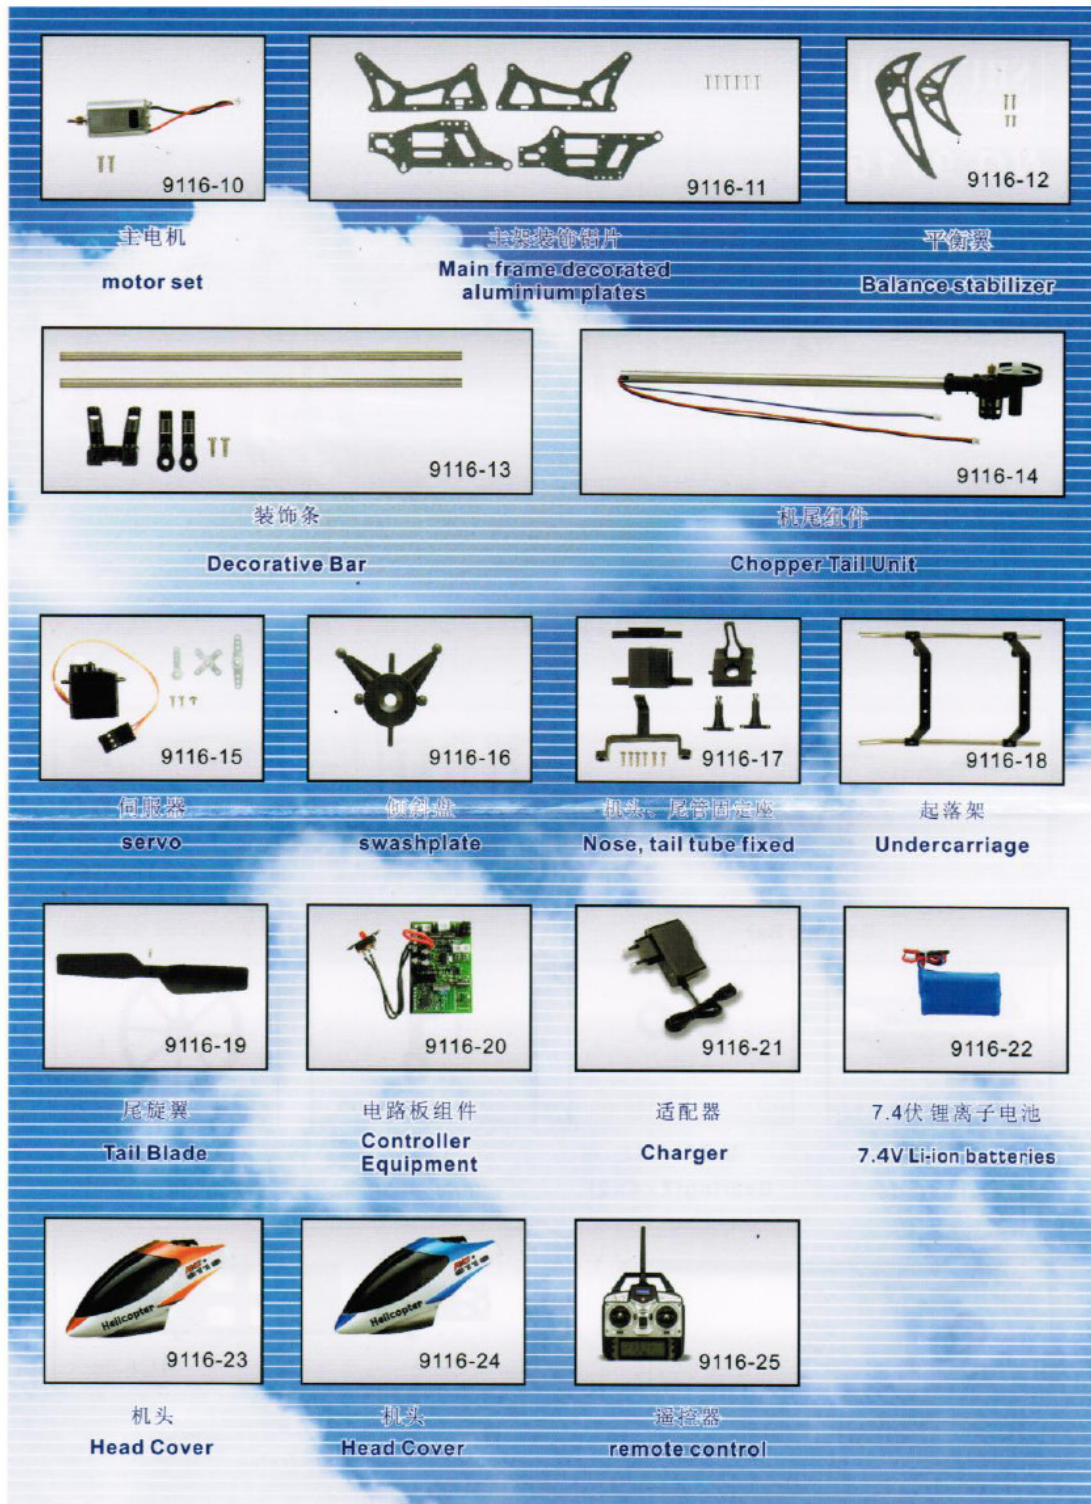 9116-10
主电机
motor set
9116-11
主架装饰铝片
Main frame decorated
aluminium plates
9116-12
平衡翼
Balance stabilizer
9116-13
装饰条
Decorative Bar
9116-14
机尾组件
Chopper Tail Unit
9116-15
伺服器
servo
9116-16
倾斜盘
swashplate
9116-17
机头、尾管固定座
Nose, tail tube fixed
9116-18
起落架
Undercarriage
9116-19
尾旋翼
Tail Blade
9116-20
电路板组件
Controller
Equipment
9116-21
适配器
Charger
9116-22
7.4伏 锂离子电池
7.4V Li-ion batteries
Helicopter
9116-23
机头
Head Cover
Helicopter
9116-24
机头
Head Cover
9116-25
遥控器
remote control